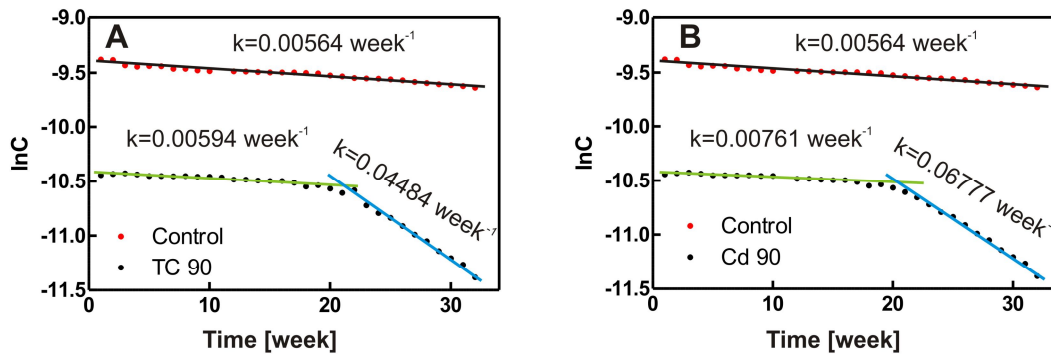 A
k=0.00564 week⁻¹
k=0.00594 week⁻¹
k=0.04484 week⁻¹
Control
TC 90
lnC
-9.0
-9.5
-10.0
-10.5
-11.0
-11.5
0 10 20 30
Time [week]
B
k=0.00564 week⁻¹
k=0.00761 week⁻¹
k=0.06777 week⁻¹
Control
Cd 90
lnC
-9.0
-9.5
-10.0
-10.5
-11.0
-11.5
0 10 20 30
Time [week]